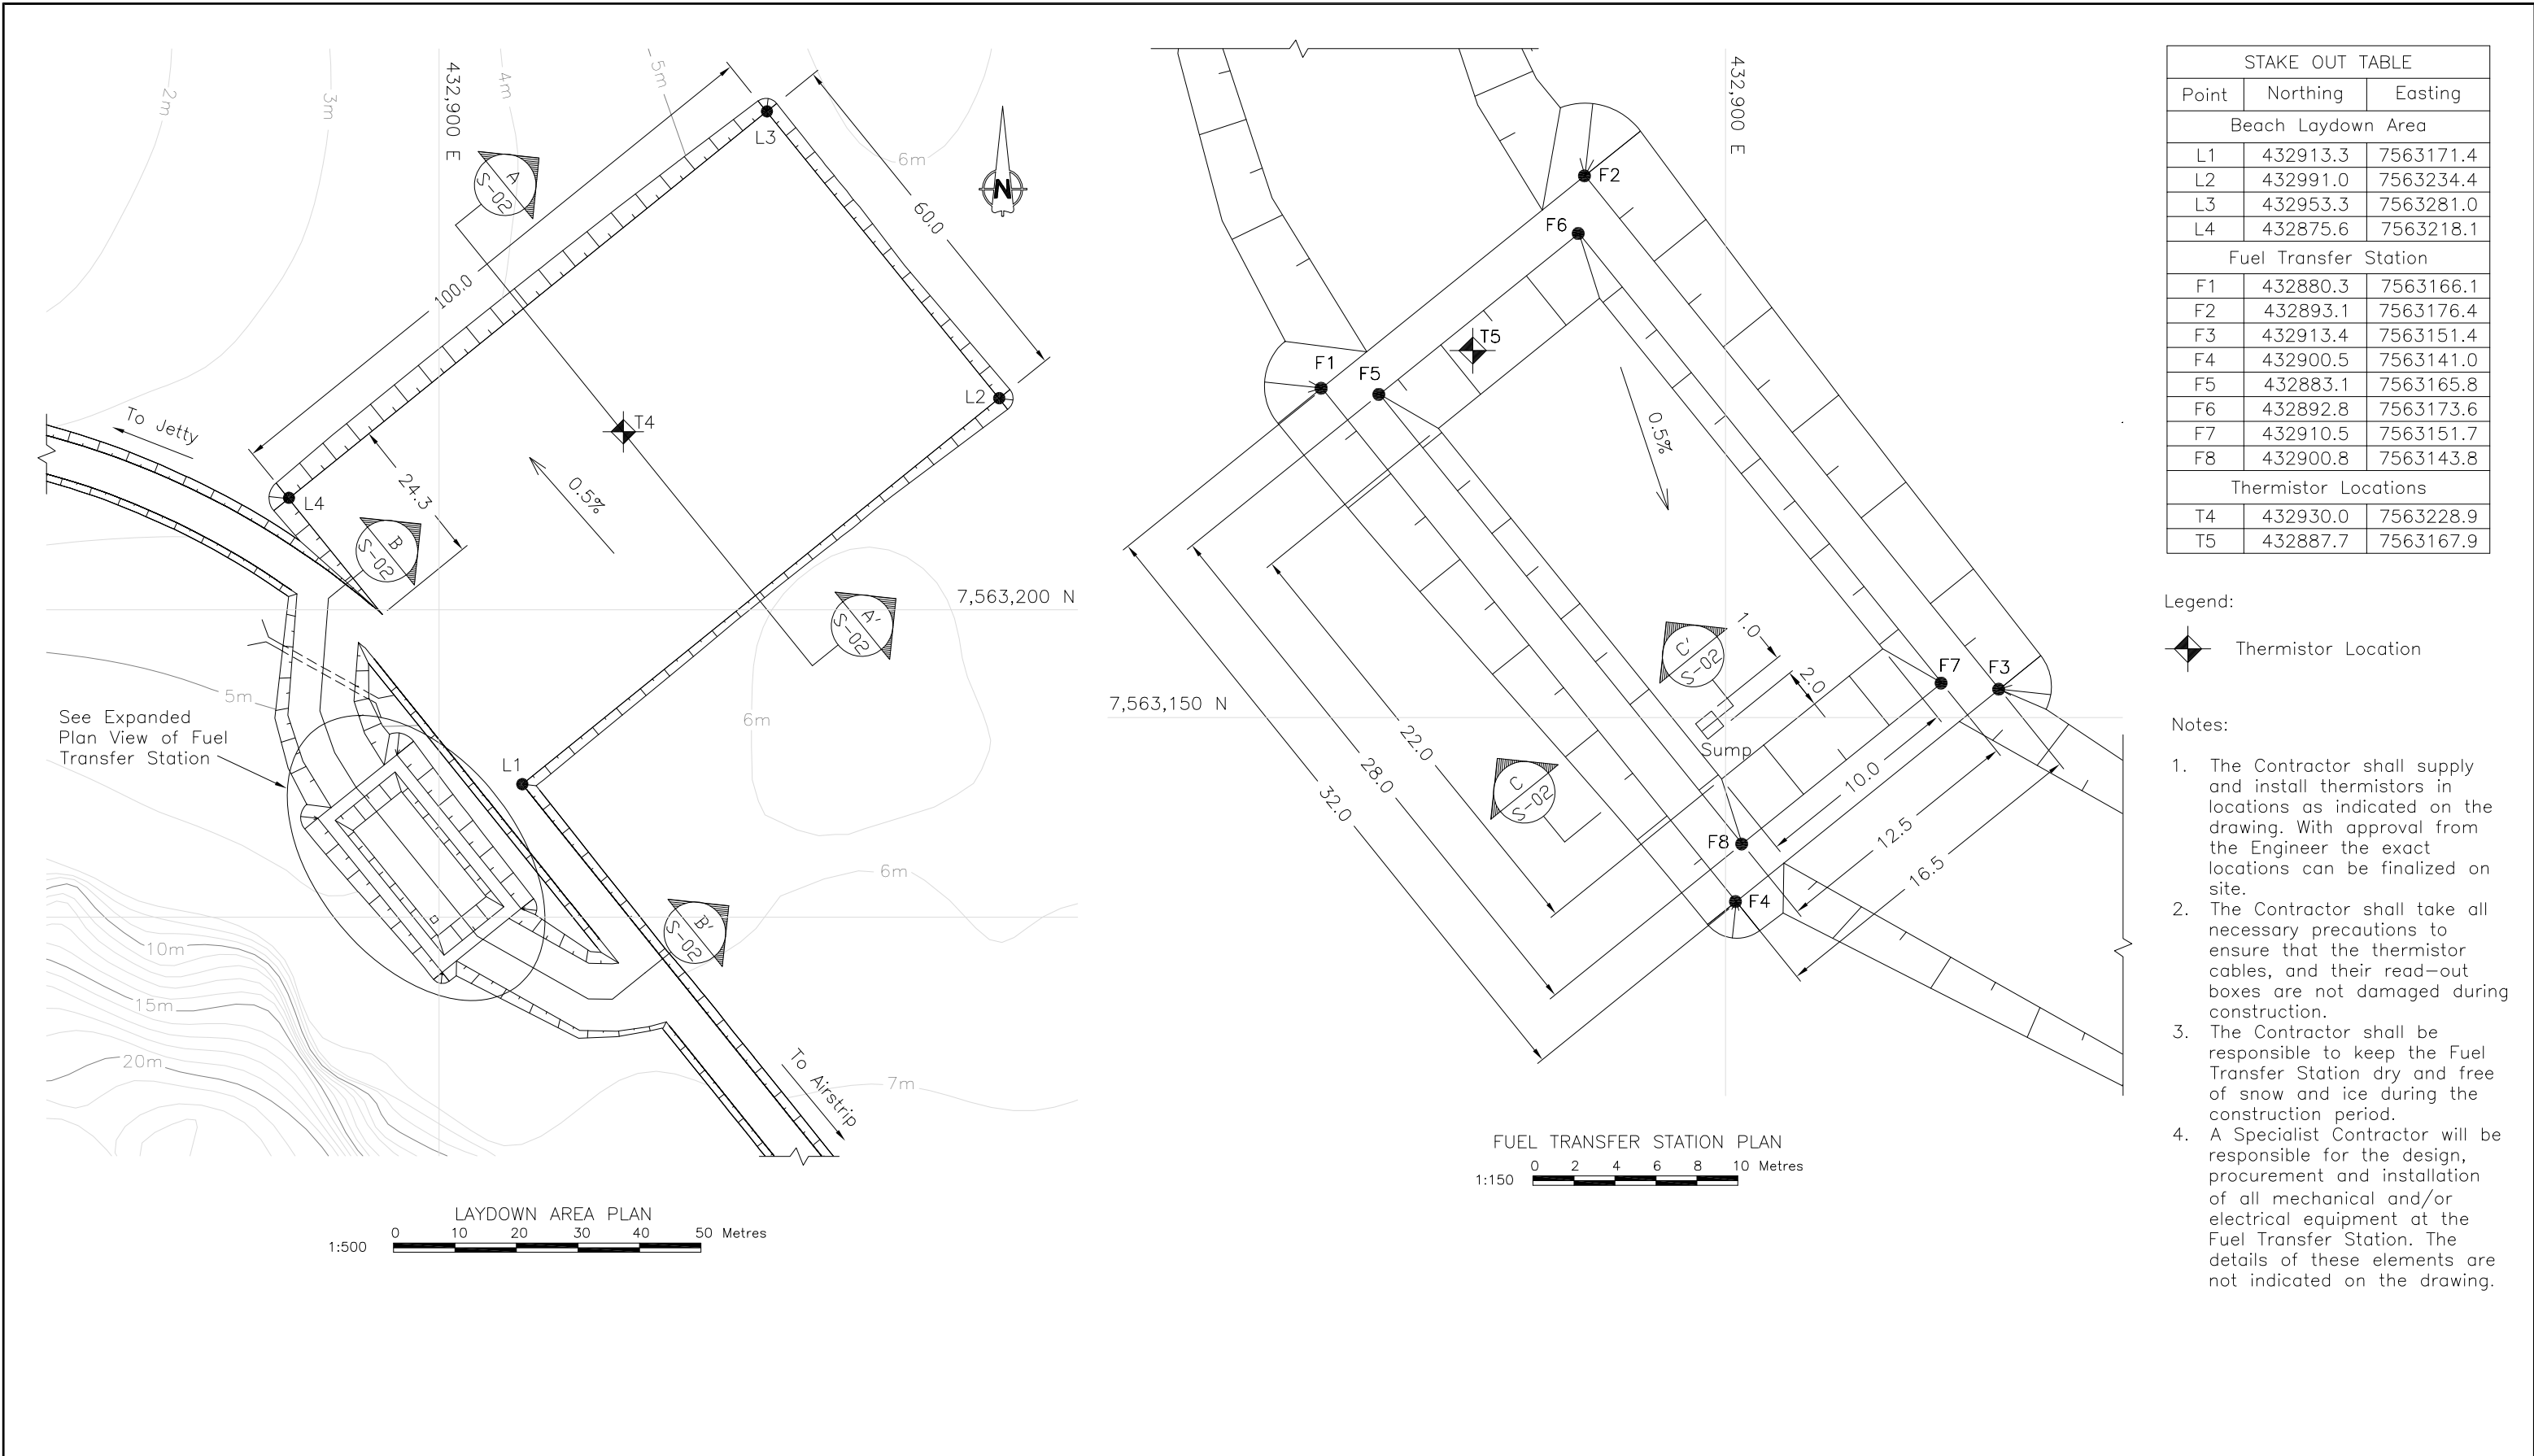 2m
3m
432,900 E
4m
5m
6m
L3
A
S-02
N
60.0
100.0
T4
L2
To Jetty
24.3
0.5%
L4
B
S-02
A'
S-02
7,563,200 N
5m
6m
See Expanded
Plan View of Fuel
Transfer Station
L1
6m
B'
S-02
10m
15m
20m
7m
To Airstrip
LAYDOWN AREA PLAN
1:500
0 10 20 30 40 50 Metres
432,900 E
F2
F6
T5
F1
F5
0.5%
1.0
C'
S-02
2.0
F7
F3
7,563,150 N
22.0
28.0
32.0
Sump
C
S-02
10.0
12.5
16.5
F8
F4
FUEL TRANSFER STATION PLAN
1:150
0 2 4 6 8 10 Metres
STAKE OUT TABLE
Point Northing Easting
Beach Laydown Area
L1 432913.3 7563171.4
L2 432991.0 7563234.4
L3 432953.3 7563281.0
L4 432875.6 7563218.1
Fuel Transfer Station
F1 432880.3 7563166.1
F2 432893.1 7563176.4
F3 432913.4 7563151.4
F4 432900.5 7563141.0
F5 432883.1 7563165.8
F6 432892.8 7563173.6
F7 432910.5 7563151.7
F8 432900.8 7563143.8
Thermistor Locations
T4 432930.0 7563228.9
T5 432887.7 7563167.9
Legend:
Thermistor Location
Notes:
1. The Contractor shall supply
and install thermistors in
locations as indicated on the
drawing. With approval from
the Engineer the exact
locations can be finalized on
site.
2. The Contractor shall take all
necessary precautions to
ensure that the thermistor
cables, and their read-out
boxes are not damaged during
construction.
3. The Contractor shall be
responsible to keep the Fuel
Transfer Station dry and free
of snow and ice during the
construction period.
4. A Specialist Contractor will be
responsible for the design,
procurement and installation
of all mechanical and/or
electrical equipment at the
Fuel Transfer Station. The
details of these elements are
not indicated on the drawing.